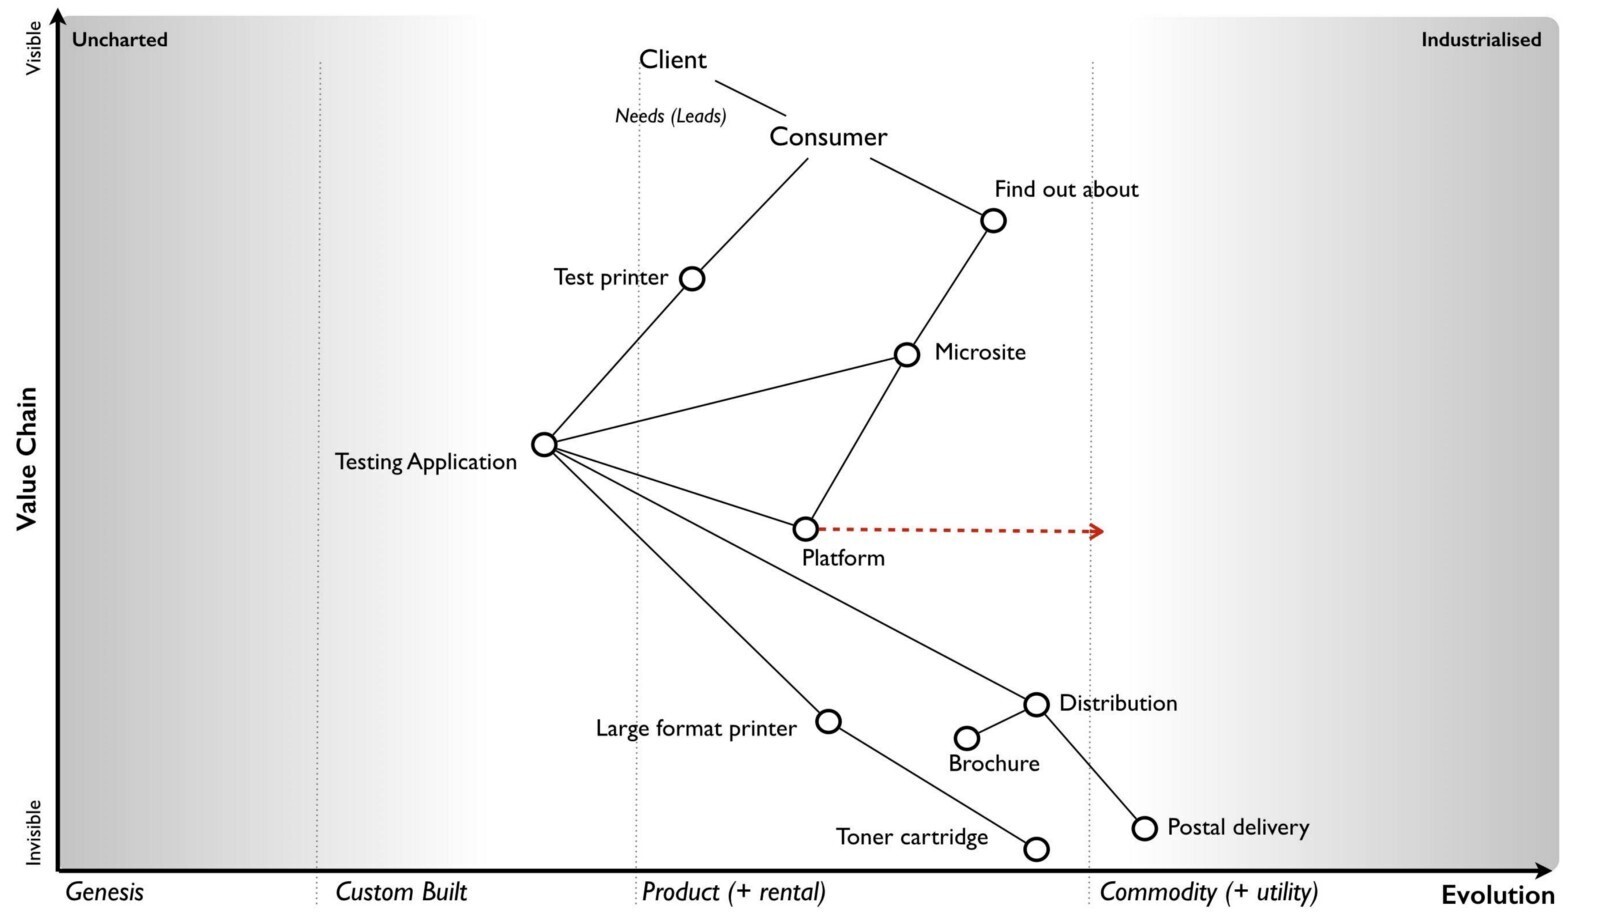 Visible
Uncharted
Industrialised
Client
Needs (Leads)
Consumer
Find out about
Test printer
Microsite
Value Chain
Testing Application
Platform
Distribution
Large format printer
Brochure
Postal delivery
Toner cartridge
Invisible
Genesis
Custom Built
Product (+ rental)
Commodity (+ utility)
Evolution